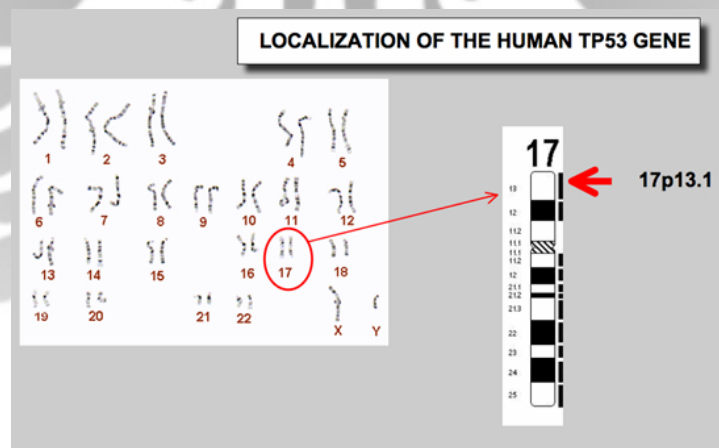 LOCALIZATION OF THE HUMAN TP53 GENE
1 2 3 4 5
6 7 8 9 10 11 12
13 14 15 16 17 18
19 20 21 22 X Y
17
17p13.1
13
12
11.2
11.1
11.1
11.2
12
21.1
21.2
21.3
22
23
24
25